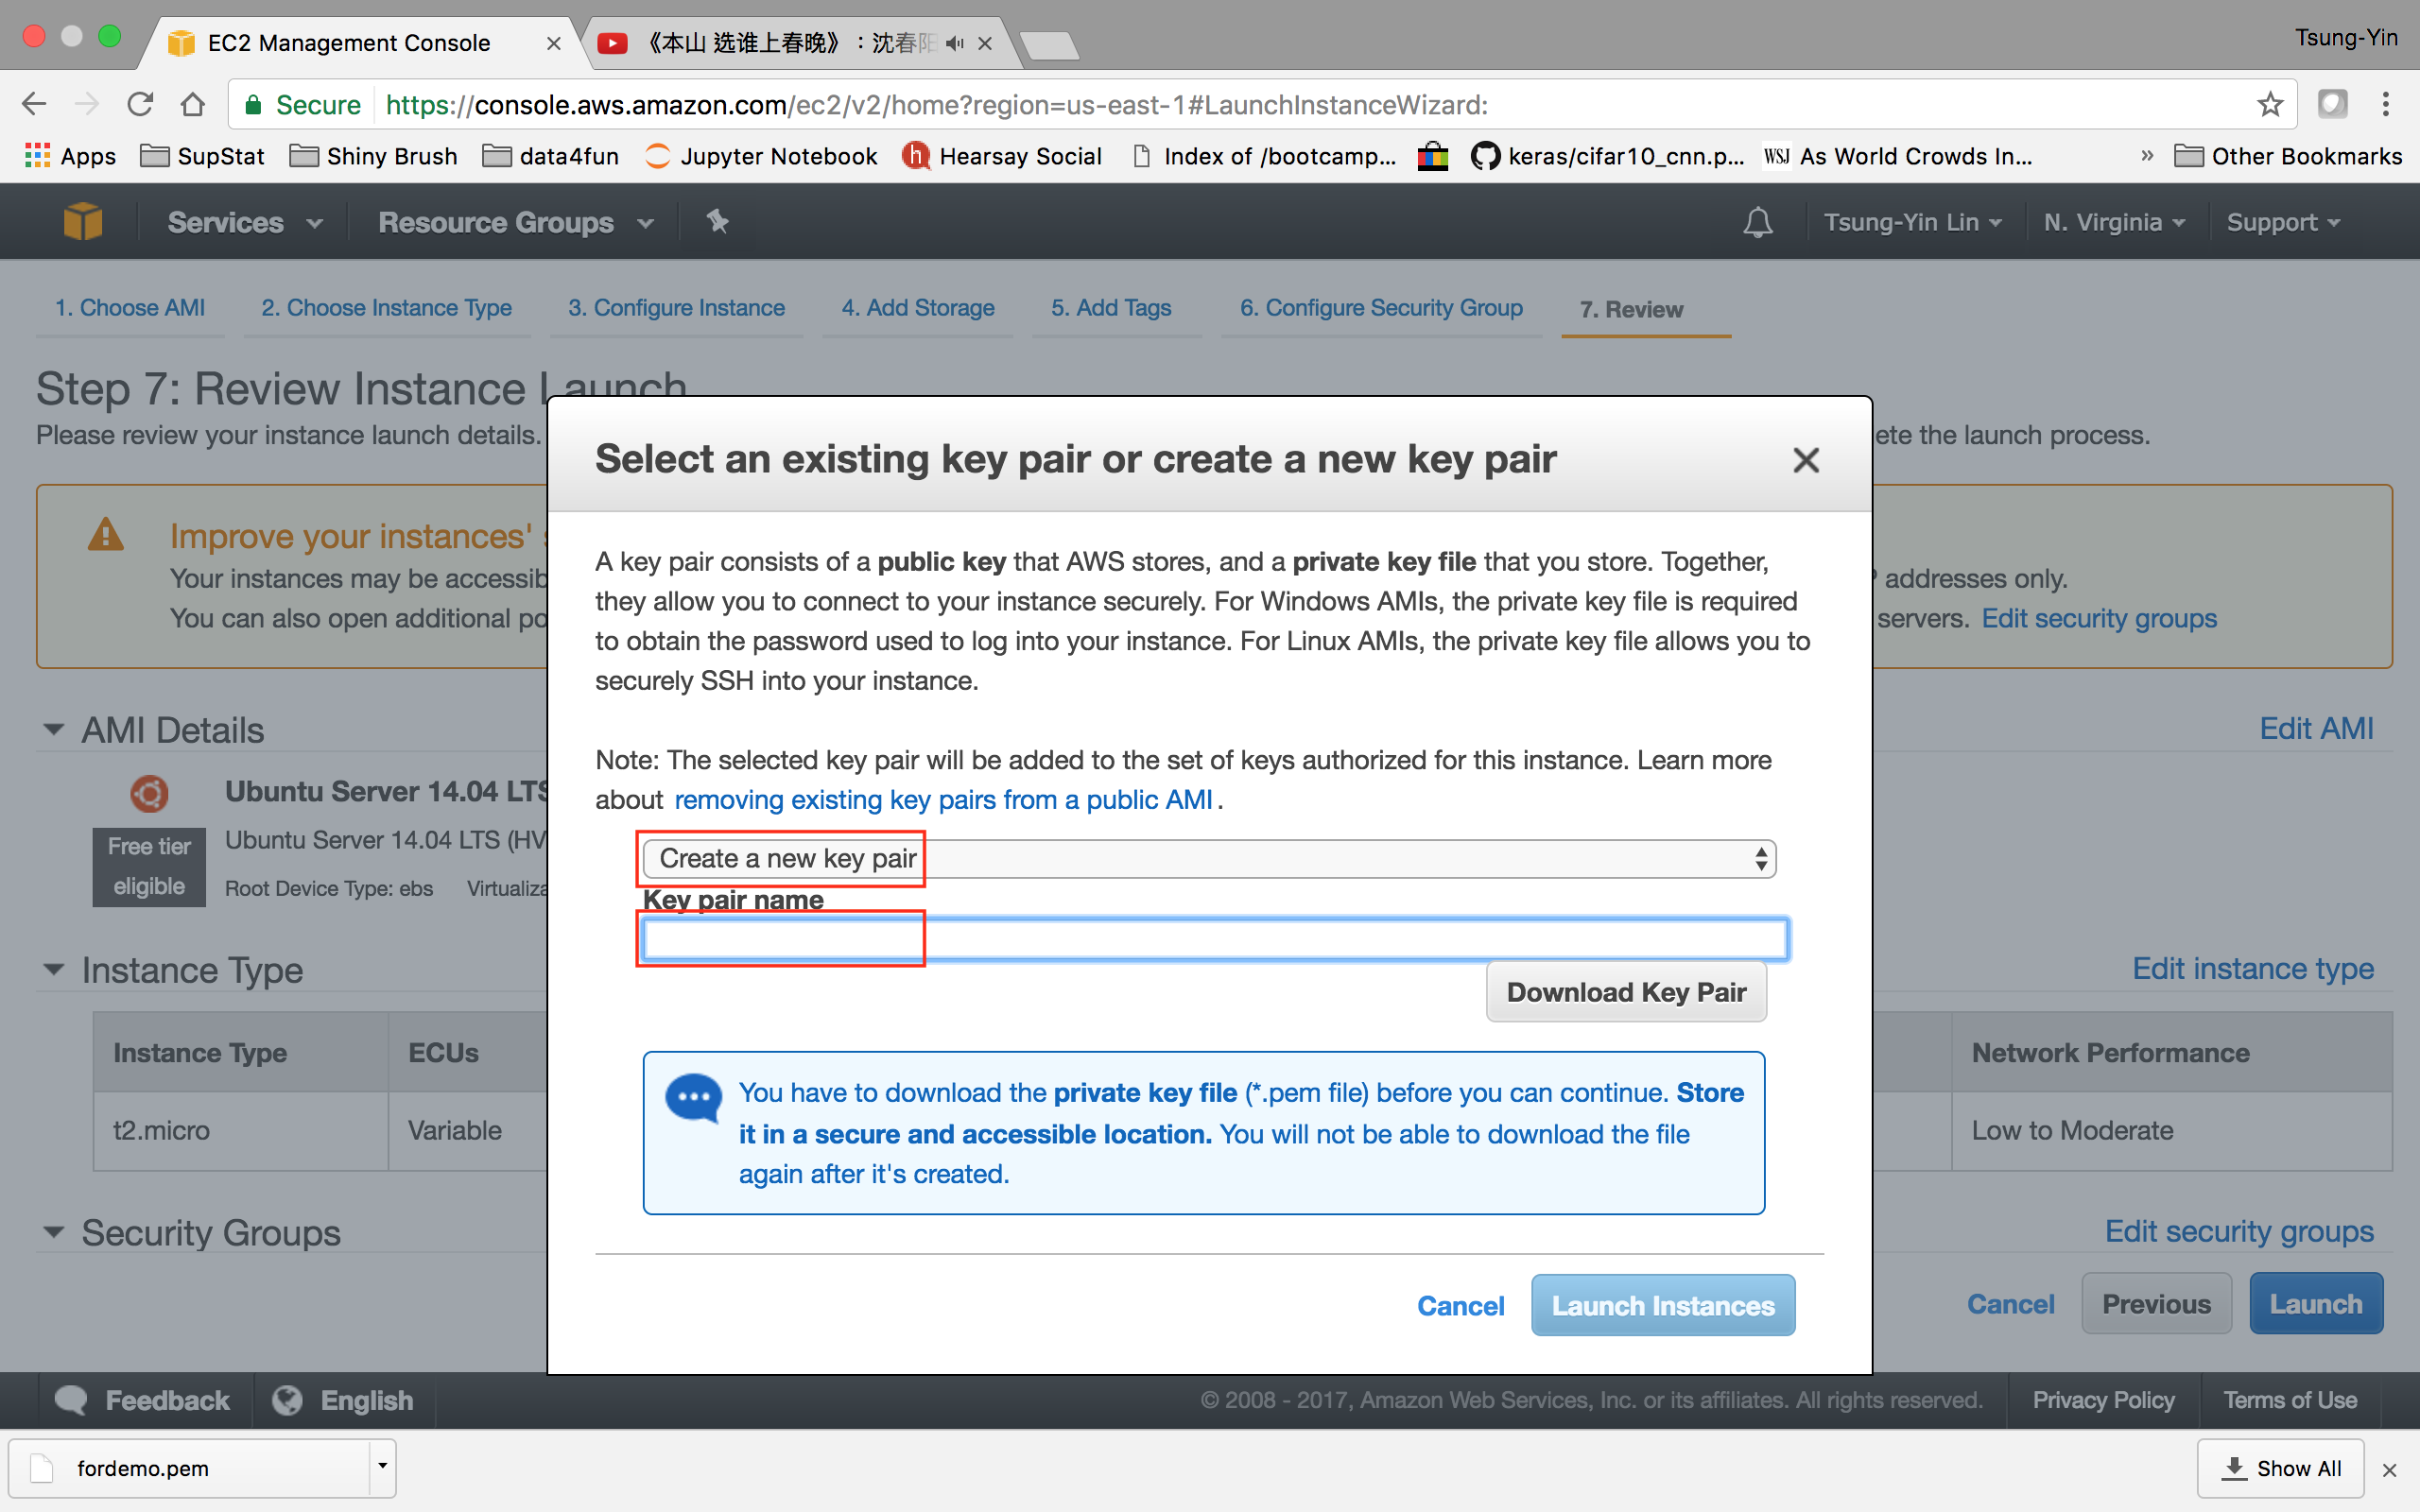 EC2 Management Console
《本山 选谁上春晚》：沈春阳
Tsung-Yin
Secure https://console.aws.amazon.com/ec2/v2/home?region=us-east-1#LaunchInstanceWizard:
Apps SupStat Shiny Brush data4fun Jupyter Notebook h Hearsay Social Index of /bootcamp... keras/cifar10_cnn.p... WSJ As World Crowds In... » Other Bookmarks
Services Resource Groups Tsung-Yin Lin N. Virginia Support
1. Choose AMI 2. Choose Instance Type 3. Configure Instance 4. Add Storage 5. Add Tags 6. Configure Security Group 7. Review
Step 7: Review Instance Launch
Please review your instance launch details. ete the launch process.
Improve your instances'
Your instances may be accessib addresses only.
You can also open additional po servers. Edit security groups
AMI Details Edit AMI
Ubuntu Server 14.04 LTS
Free tier eligible
Ubuntu Server 14.04 LTS (HV
Root Device Type: ebs Virtualiza
Instance Type Edit instance type
Instance Type ECUs Network Performance
t2.micro Variable Low to Moderate
Security Groups Edit security groups
Cancel Previous Launch
Select an existing key pair or create a new key pair
A key pair consists of a public key that AWS stores, and a private key file that you store. Together,
they allow you to connect to your instance securely. For Windows AMIs, the private key file is required
to obtain the password used to log into your instance. For Linux AMIs, the private key file allows you to
securely SSH into your instance.
Note: The selected key pair will be added to the set of keys authorized for this instance. Learn more
about removing existing key pairs from a public AMI.
Create a new key pair
Key pair name
Download Key Pair
You have to download the private key file (*.pem file) before you can continue. Store
it in a secure and accessible location. You will not be able to download the file
again after it's created.
Cancel Launch Instances
Feedback English © 2008 - 2017, Amazon Web Services, Inc. or its affiliates. All rights reserved. Privacy Policy Terms of Use
fordemo.pem Show All